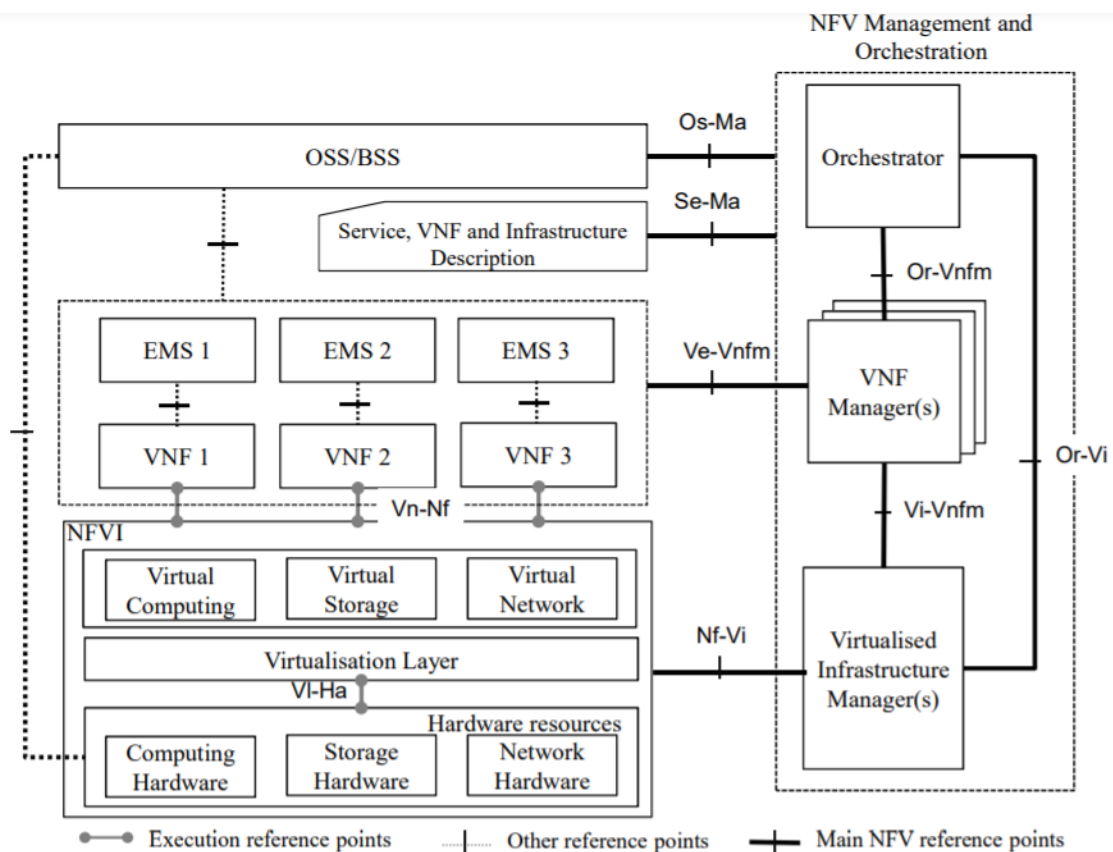 NFV Management and
Orchestration
Os-Ma
OSS/BSS
Orchestrator
Se-Ma
Service, VNF and Infrastructure
Description
Or-Vnfm
EMS 1
EMS 2
EMS 3
Ve-Vnfm
VNF
Manager(s)
VNF 1
VNF 2
VNF 3
Or-Vi
Vn-Nf
Vi-Vnfm
NFVI
Virtual
Computing
Virtual
Storage
Virtual
Network
Nf-Vi
Virtualised
Infrastructure
Manager(s)
Virtualisation Layer
Vl-Ha
Hardware resources
Computing
Hardware
Storage
Hardware
Network
Hardware
Execution reference points
Other reference points
Main NFV reference points